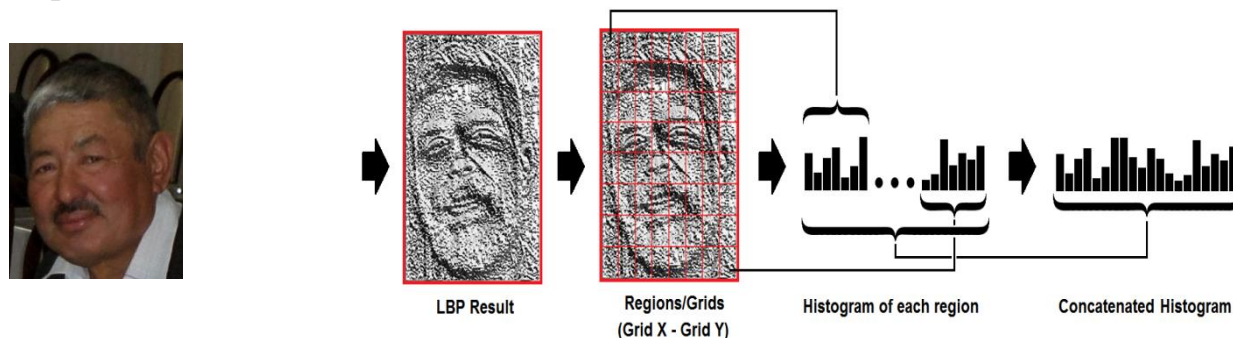 LBP Result
Regions/Grids
(Grid X - Grid Y)
Histogram of each region
Concatenated Histogram